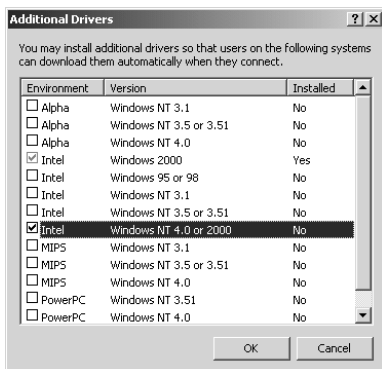 Additional Drivers
You may install additional drivers so that users on the following systems
can download them automatically when they connect.
Environment Version Installed
Alpha Windows NT 3.1 No
Alpha Windows NT 3.5 or 3.51 No
Alpha Windows NT 4.0 No
Intel Windows 2000 Yes
Intel Windows 95 or 98 No
Intel Windows NT 3.1 No
Intel Windows NT 3.5 or 3.51 No
Intel Windows NT 4.0 or 2000 No
MIPS Windows NT 3.1 No
MIPS Windows NT 3.5 or 3.51 No
MIPS Windows NT 4.0 No
PowerPC Windows NT 3.51 No
PowerPC Windows NT 4.0 No
OK Cancel